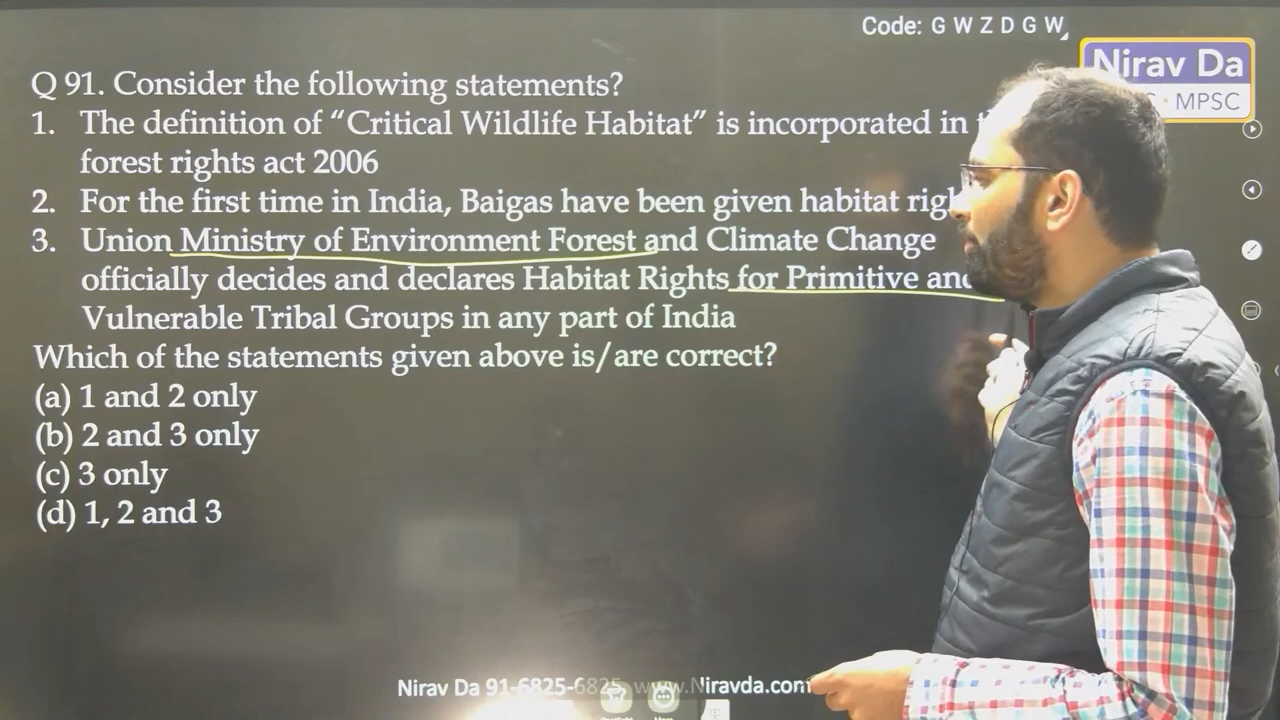 Code: G W Z D G W
Nirav Da
MPSC
Q 91. Consider the following statements?
1. The definition of “Critical Wildlife Habitat” is incorporated in
forest rights act 2006
2. For the first time in India, Baigas have been given habitat
3. Union Ministry of Environment Forest and Climate Change
officially decides and declares Habitat Rights for Primitive and
Vulnerable Tribal Groups in any part of India
Which of the statements given above is/are correct?
(a) 1 and 2 only
(b) 2 and 3 only
(c) 3 only
(d) 1, 2 and 3
Nirav Da 91-6825-6825